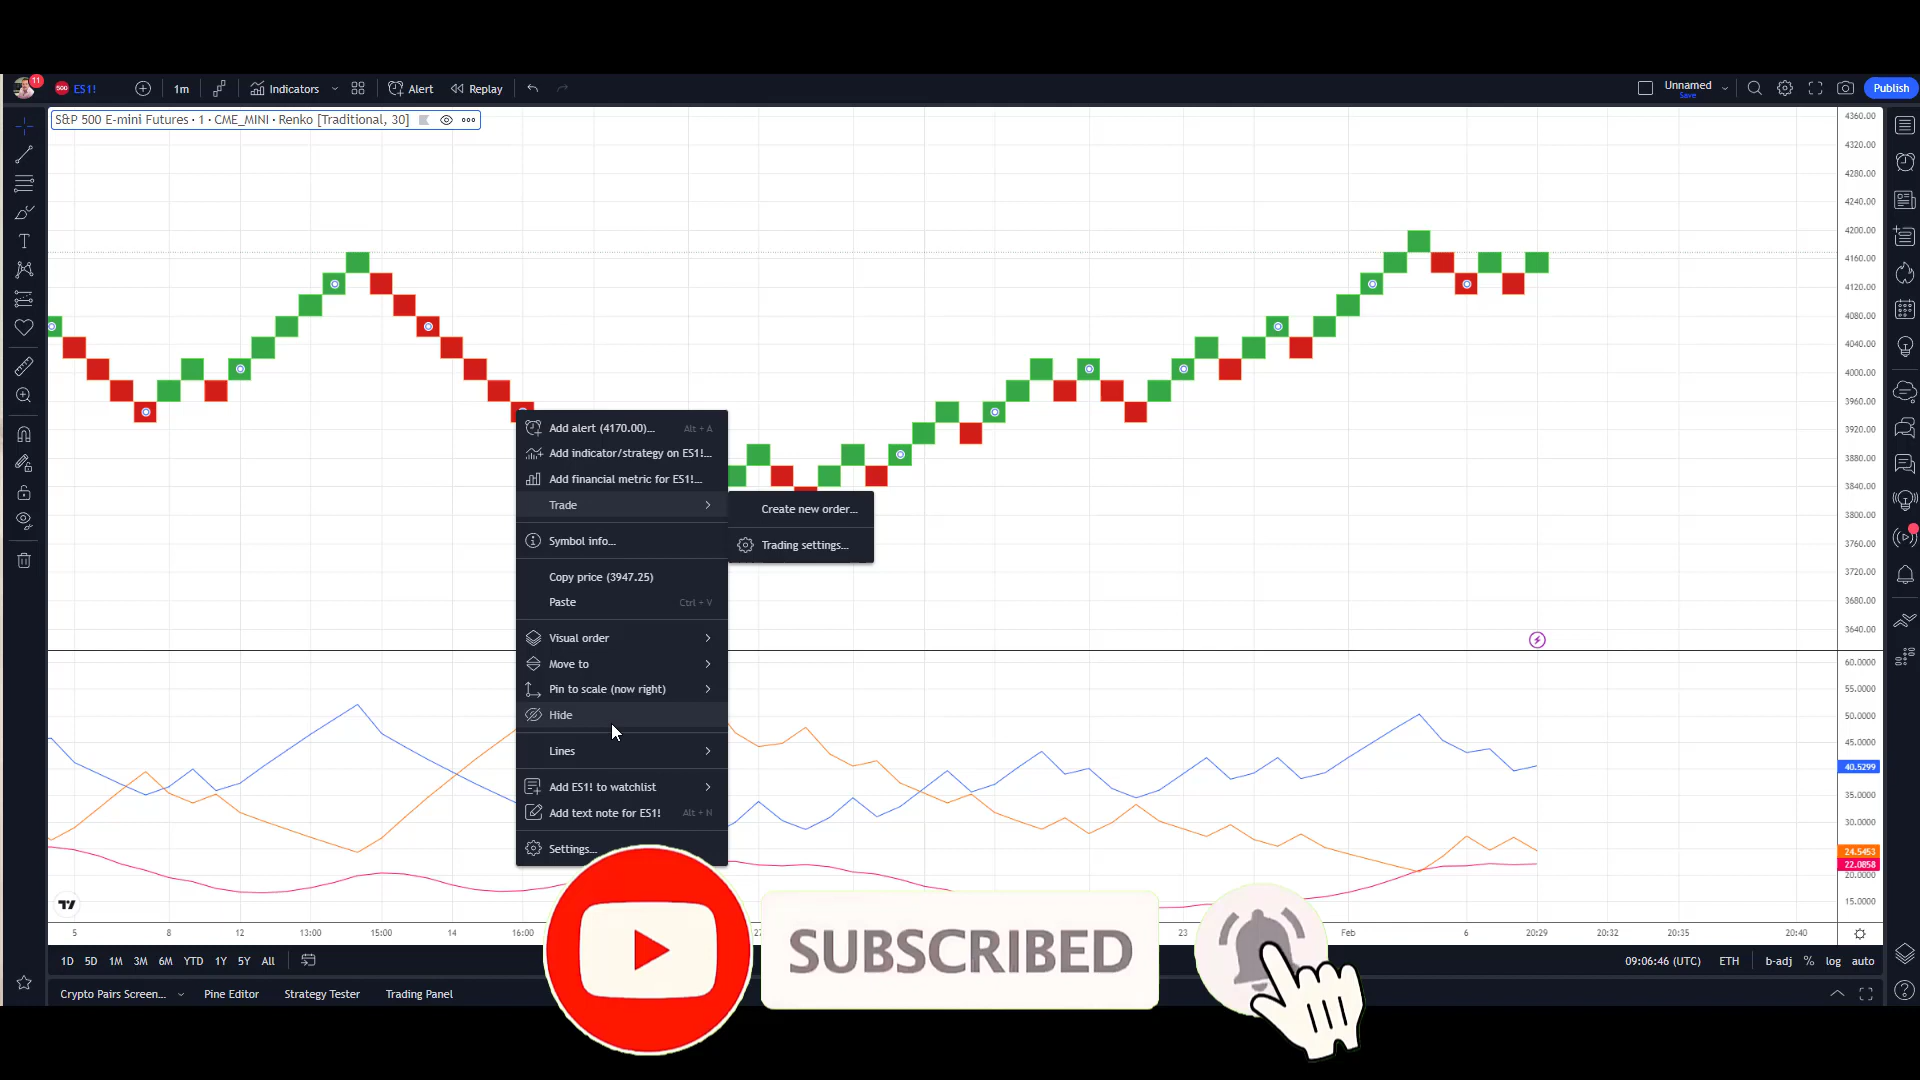 11
500 ES1! 1m Indicators Alert Replay Unnamed Save Publish
S&P 500 E-mini Futures · 1 · CME_MINI · Renko [Traditional, 30]
4360.00
4320.00
4280.00
4240.00
4200.00
4160.00
4120.00
4080.00
4040.00
4000.00
3960.00
3920.00
3880.00
3840.00
3800.00
3760.00
3720.00
3680.00
3640.00
Add alert (4170.00)... Alt + A
Add indicator/strategy on ES1!...
Add financial metric for ES1!...
Trade
Create new order...
Trading settings...
Symbol info...
Copy price (3947.25)
Paste Ctrl + V
Visual order
Move to
Pin to scale (now right)
Hide
Lines
Add ES1! to watchlist
Add text note for ES1! Alt + N
Settings...
60.0000
55.0000
50.0000
45.0000
40.5299
35.0000
30.0000
24.5453
22.0858
20.0000
15.0000
5 8 12 13:00 15:00 14 16:00 23 Feb 6 20:29 20:32 20:35 20:40
1D 5D 1M 3M 6M YTD 1Y 5Y All 09:06:46 (UTC) ETH b-adj % log auto
Crypto Pairs Screen... Pine Editor Strategy Tester Trading Panel
SUBSCRIBED